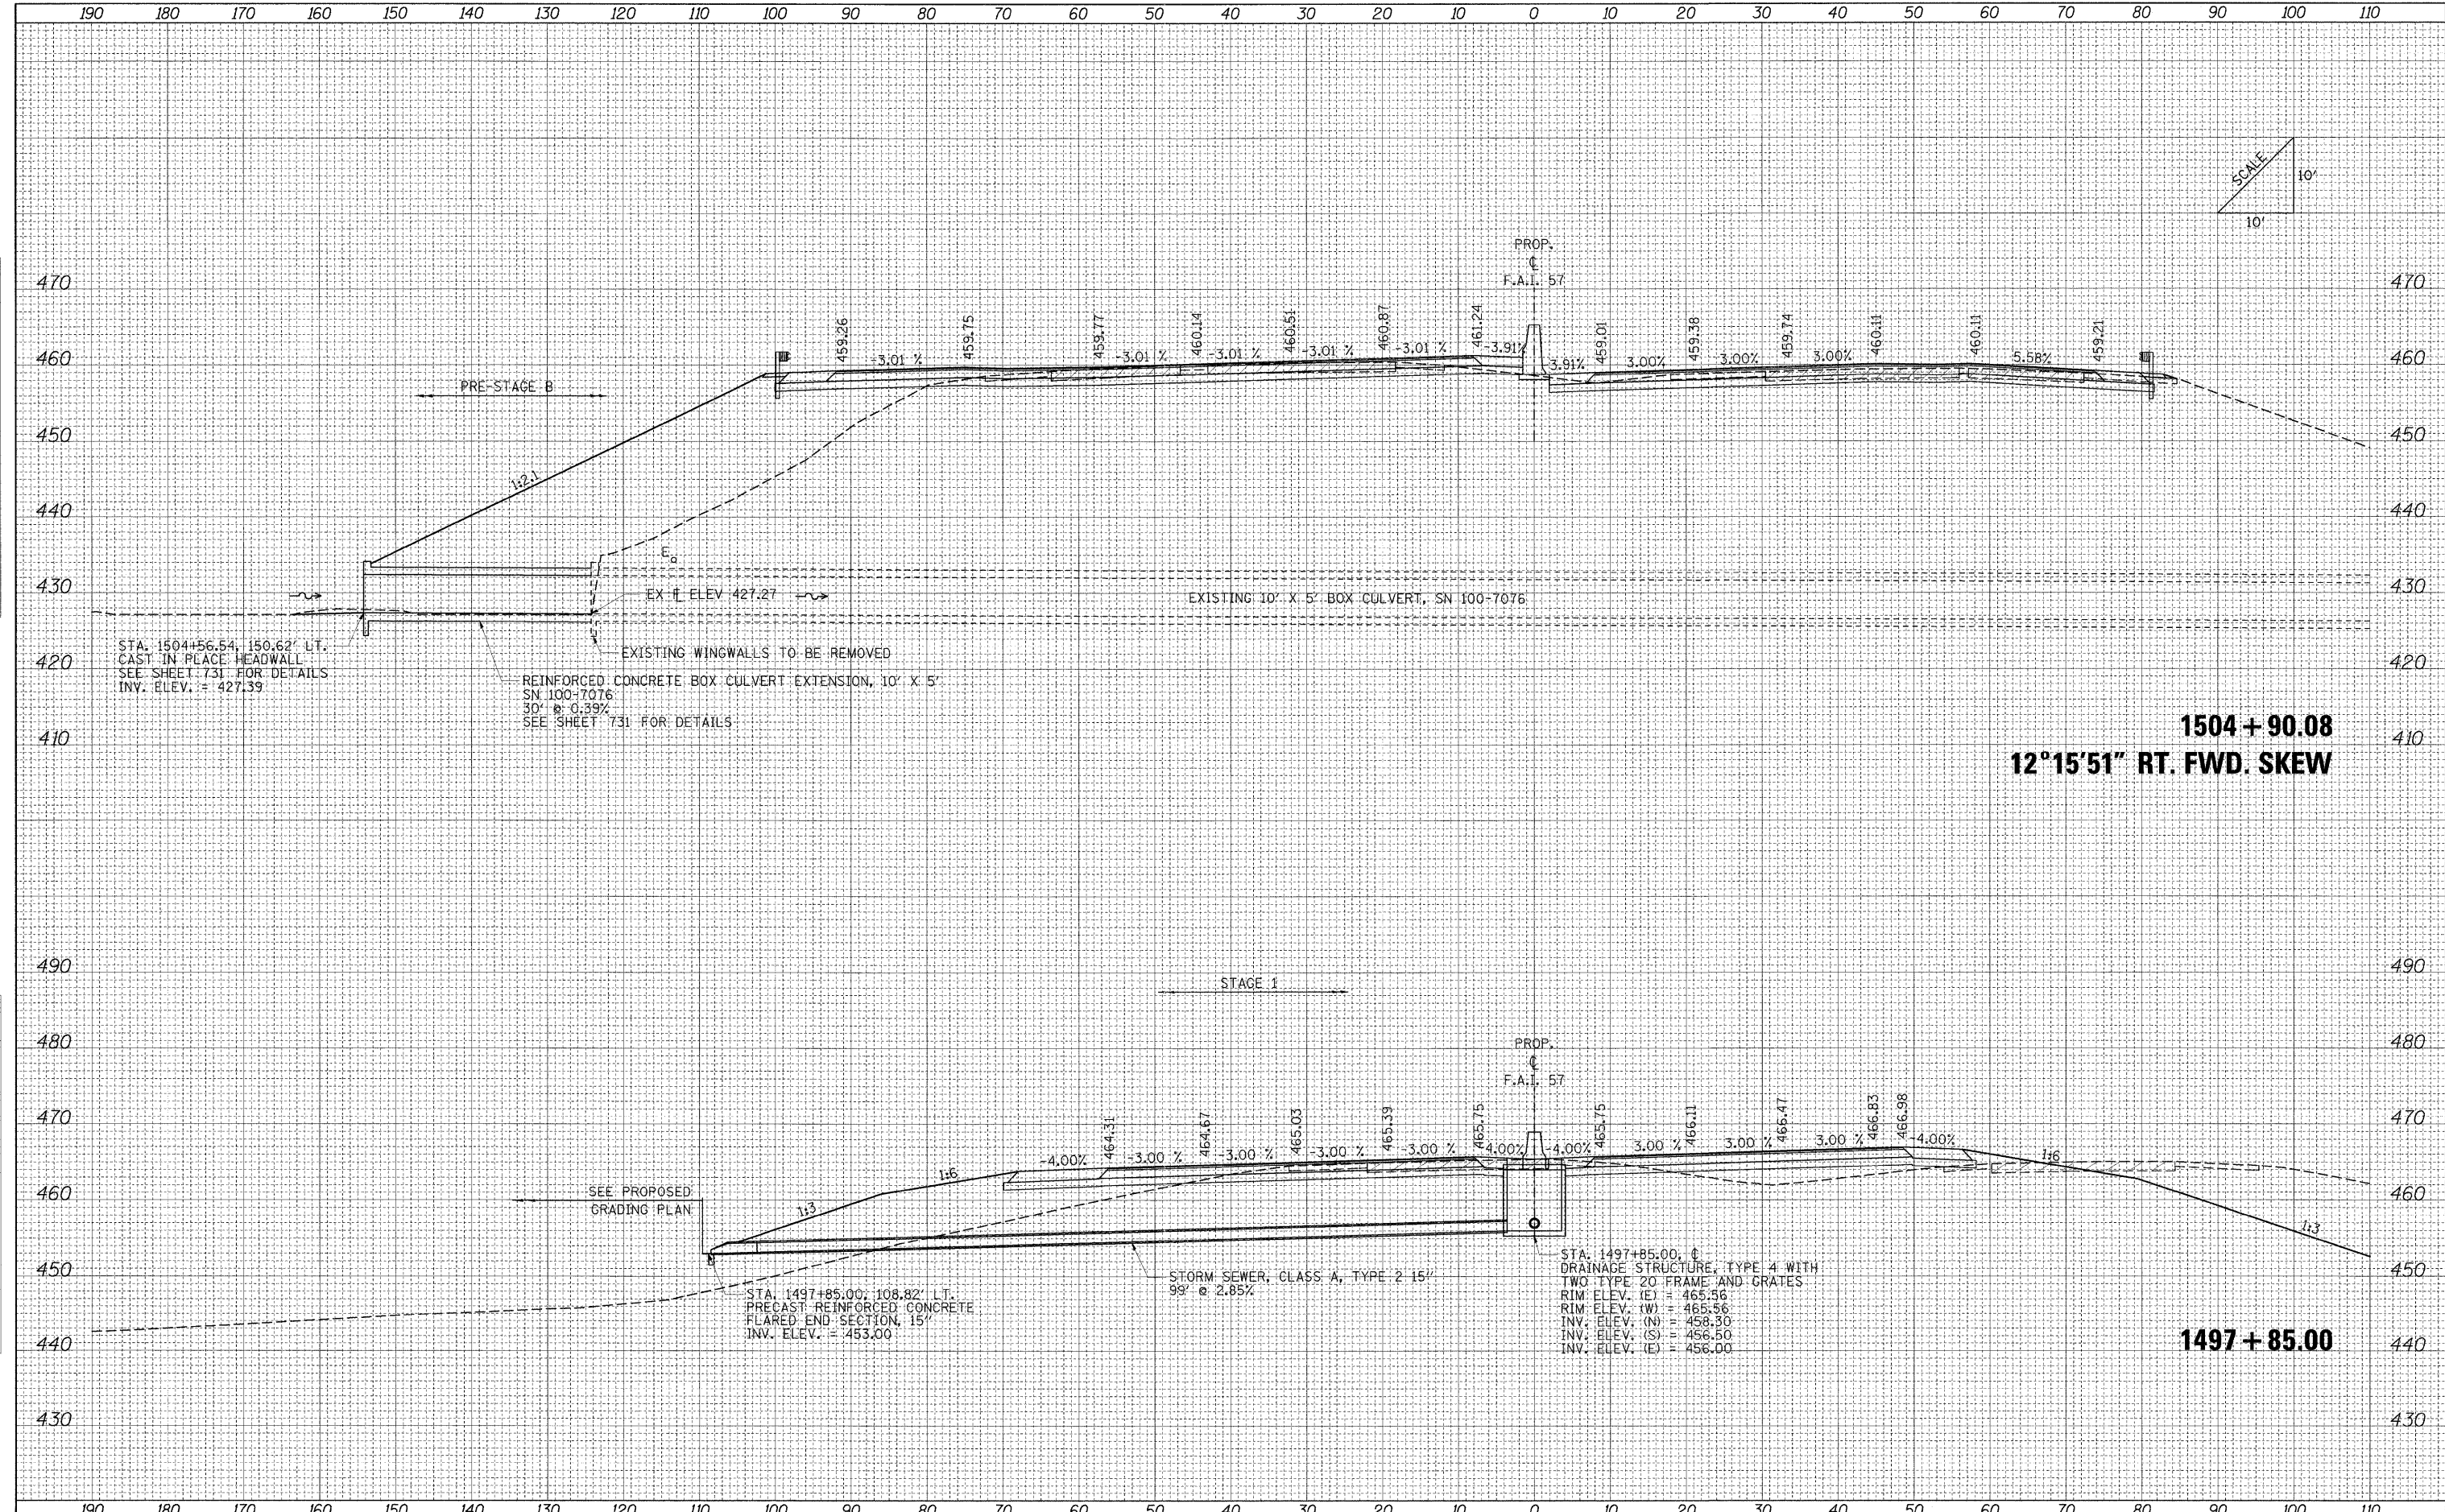 190 180 170 160 150 140 130 120 110 100 90 80 70 60 50 40 30 20 10 0 10 20 30 40 50 60 70 80 90 100 110
SCALE
10'
10'
PROP.
℄
F.A.I. 57
470 470
459.26 459.75 459.77 460.14 460.51 460.87 461.24 459.01 459.38 459.74 460.11 460.11 459.21
460 460
-3.01 % -3.01 % -3.01 % -3.01 % -3.01 % -3.91% 3.91% 3.00% 3.00% 3.00% -5.58%
PRE-STAGE B
450 450
1:2.1
440 440
E
430 430
EX F̵L ELEV 427.27
EXISTING 10' X 5' BOX CULVERT, SN 100-7076
STA. 1504+56.54, 150.62' LT.
CAST IN PLACE HEADWALL
SEE SHEET 731 FOR DETAILS
INV. ELEV. = 427.39
420 420
EXISTING WINGWALLS TO BE REMOVED
REINFORCED CONCRETE BOX CULVERT EXTENSION, 10' X 5'
SN 100-7076
30' @ 0.39%
SEE SHEET 731 FOR DETAILS
410 410
1504+90.08
12°15'51" RT. FWD. SKEW
490 490
STAGE 1
480 480
PROP.
℄
F.A.I. 57
470 470
464.31 464.67 465.03 465.39 465.75 465.75 466.11 466.47 466.83 466.98
-4.00% -3.00 % -3.00 % -3.00 % -3.00 % -4.00% -4.00% 3.00 % 3.00 % 3.00 % -4.00%
1:6
1:6
460 460
SEE PROPOSED
GRADING PLAN
1:3
1:3
450 450
STORM SEWER, CLASS A, TYPE 2 15"
99' @ 2.85%
STA. 1497+85.00, 108.82' LT.
PRECAST REINFORCED CONCRETE
FLARED END SECTION, 15"
INV. ELEV. = 453.00
STA. 1497+85.00, ℄
DRAINAGE STRUCTURE, TYPE 4 WITH
TWO TYPE 20 FRAME AND GRATES
RIM ELEV. (E) = 465.56
RIM ELEV. (W) = 465.56
INV. ELEV. (N) = 458.30
INV. ELEV. (S) = 456.50
INV. ELEV. (E) = 456.00
440 440
1497+85.00
430 430
190 180 170 160 150 140 130 120 110 100 90 80 70 60 50 40 30 20 10 0 10 20 30 40 50 60 70 80 90 100 110